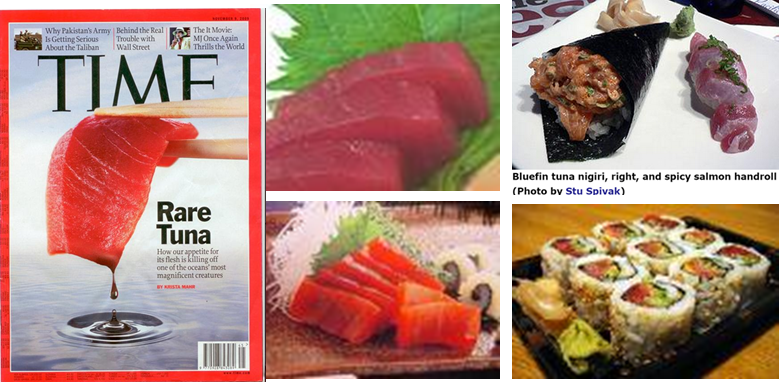 Why Pakistan's Army
Is Getting Serious
About the Taliban
Behind the Real
Trouble with
Wall Street
The It Movie:
MJ Once Again
Thrills the World
TIME
Rare
Tuna
How our appetite for
its flesh is killing off
one of the oceans' most
magnificent creatures
BY KRISTA MAHR
Bluefin tuna nigiri, right, and spicy salmon handroll
(Photo by Stu Spivak)